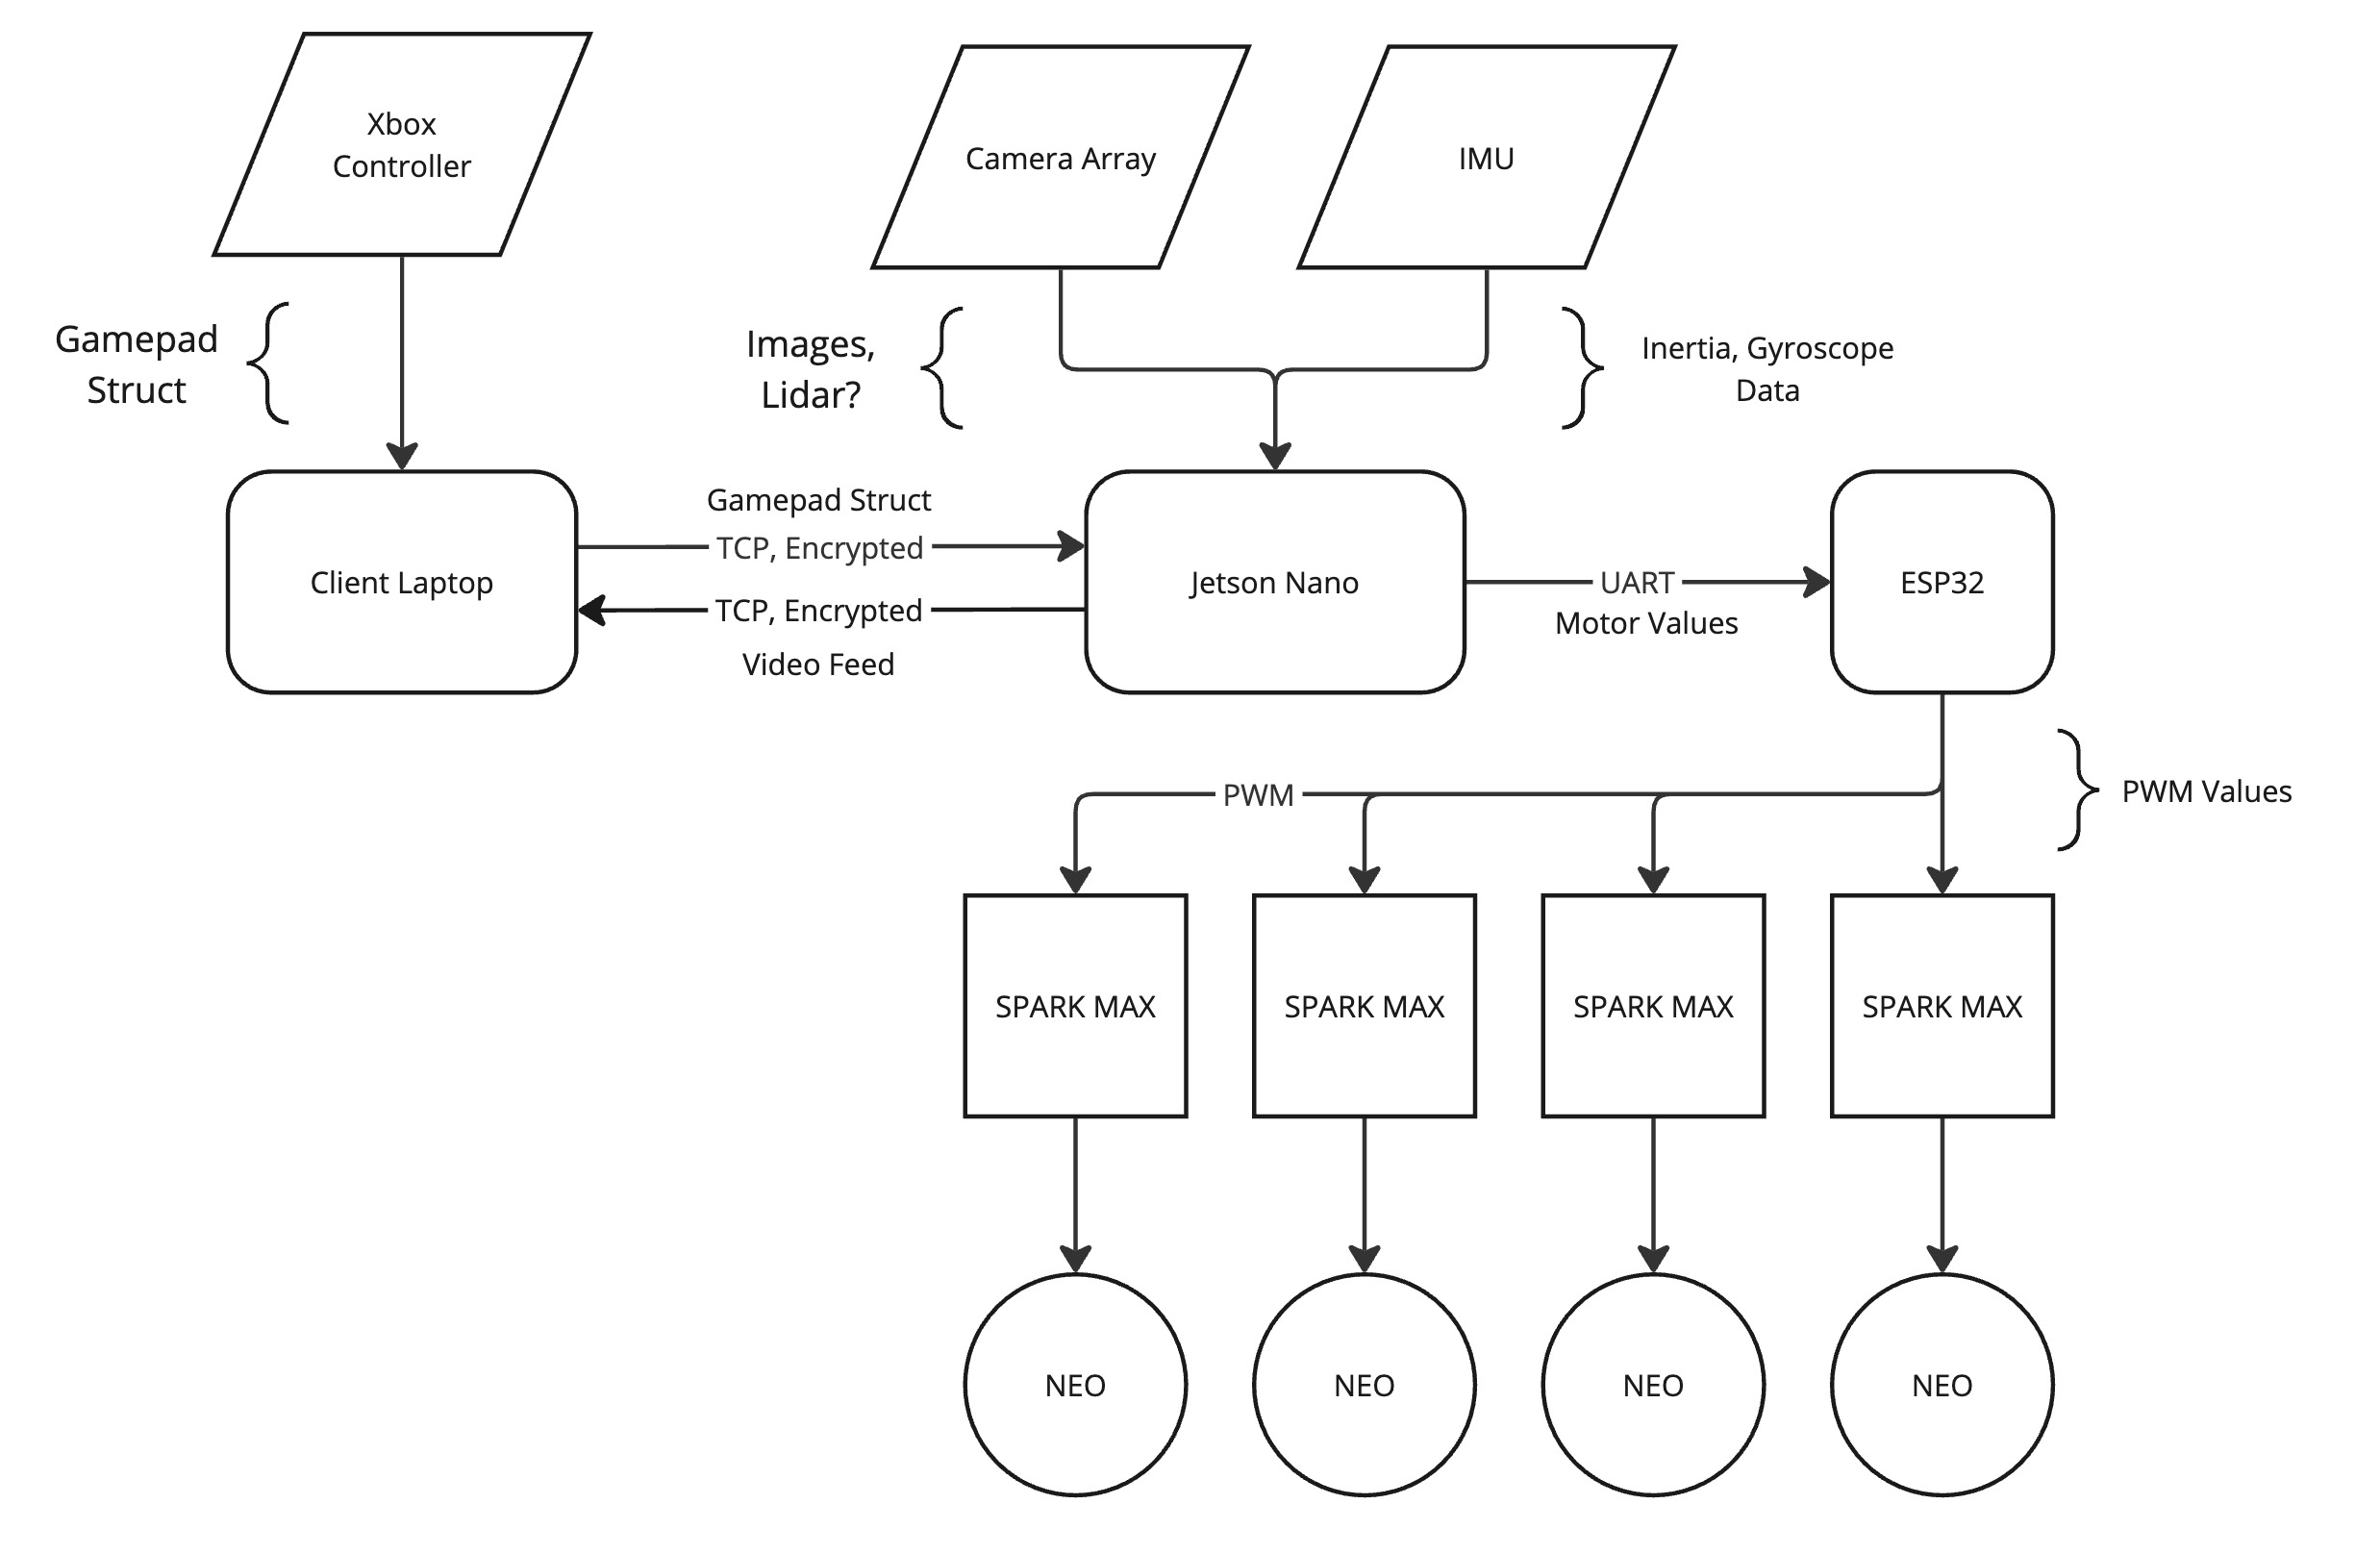 Xbox
Controller
Camera Array
IMU
Gamepad
Struct
Images,
Lidar?
Inertia, Gyroscope
Data
Client Laptop
Gamepad Struct
TCP, Encrypted
TCP, Encrypted
Video Feed
Jetson Nano
UART
Motor Values
ESP32
PWM
PWM Values
SPARK MAX
SPARK MAX
SPARK MAX
SPARK MAX
NEO
NEO
NEO
NEO